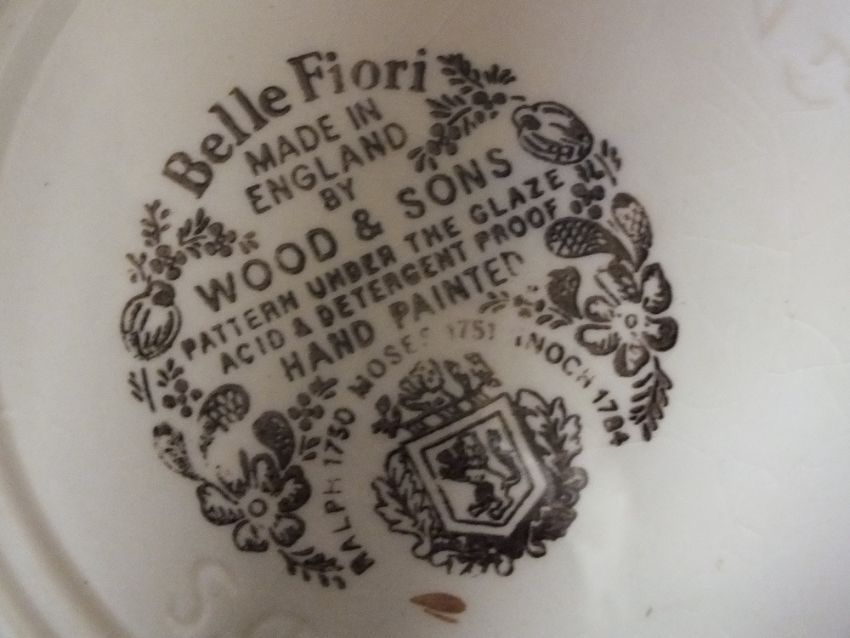 Belle Fiori
MADE IN
ENGLAND
BY
WOOD & SONS
PATTERN UNDER THE GLAZE
ACID & DETERGENT PROOF
HAND PAINTED
RALPH 1750 MOSES 1751 ENOCH 1784